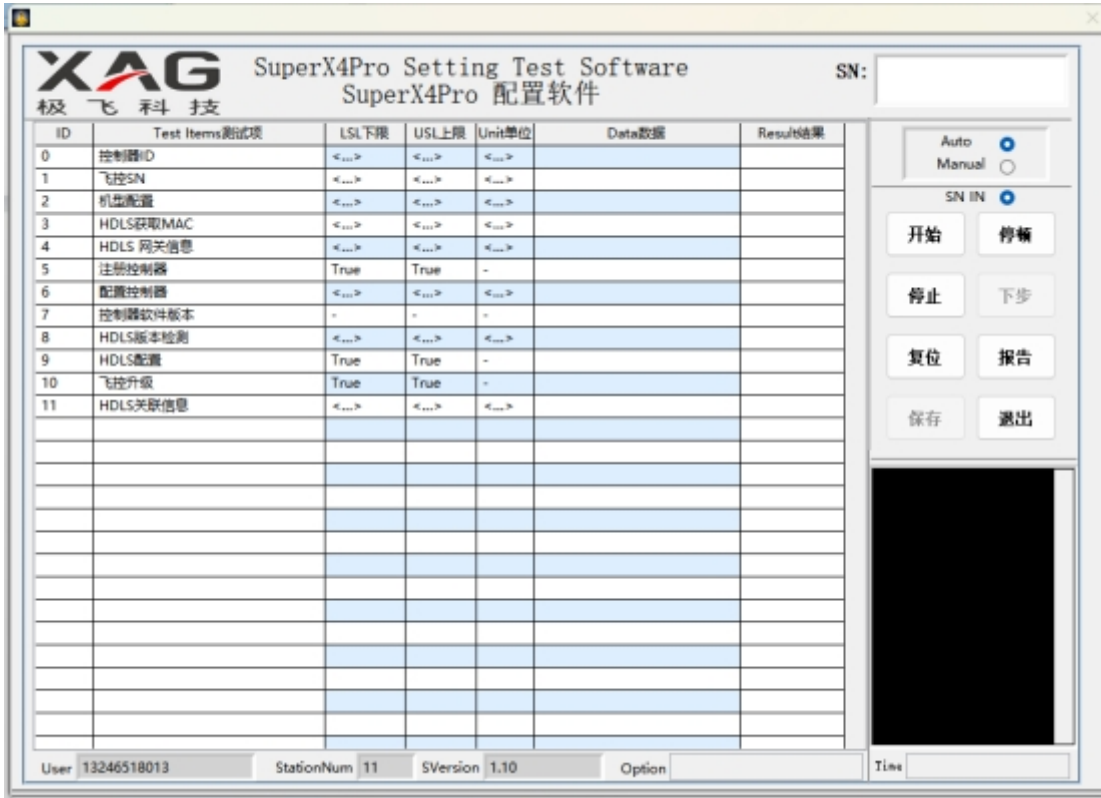 XAG
极飞科技
SuperX4Pro Setting Test Software
SuperX4Pro 配置软件
SN:
ID Test Items测试项 LSL下限 USL上限 Unit单位 Data数据 Result结果
0 控制器ID <...> <...> <...>
1 飞控SN <...> <...> <...>
2 机型配置 <...> <...> <...>
3 HDLS获取MAC <...> <...> <...>
4 HDLS 网关信息 <...> <...> <...>
5 注册控制器 True True -
6 配置控制器 <...> <...> <...>
7 控制器软件版本 - - -
8 HDLS版本检测 <...> <...> <...>
9 HDLS配置 True True -
10 飞控升级 True True -
11 HDLS关联信息 <...> <...> <...>
Auto
Manual
SN IN
开始 停顿
停止 下步
复位 报告
保存 退出
User 13246518013 StationNum 11 SVersion 1.10 Option Time